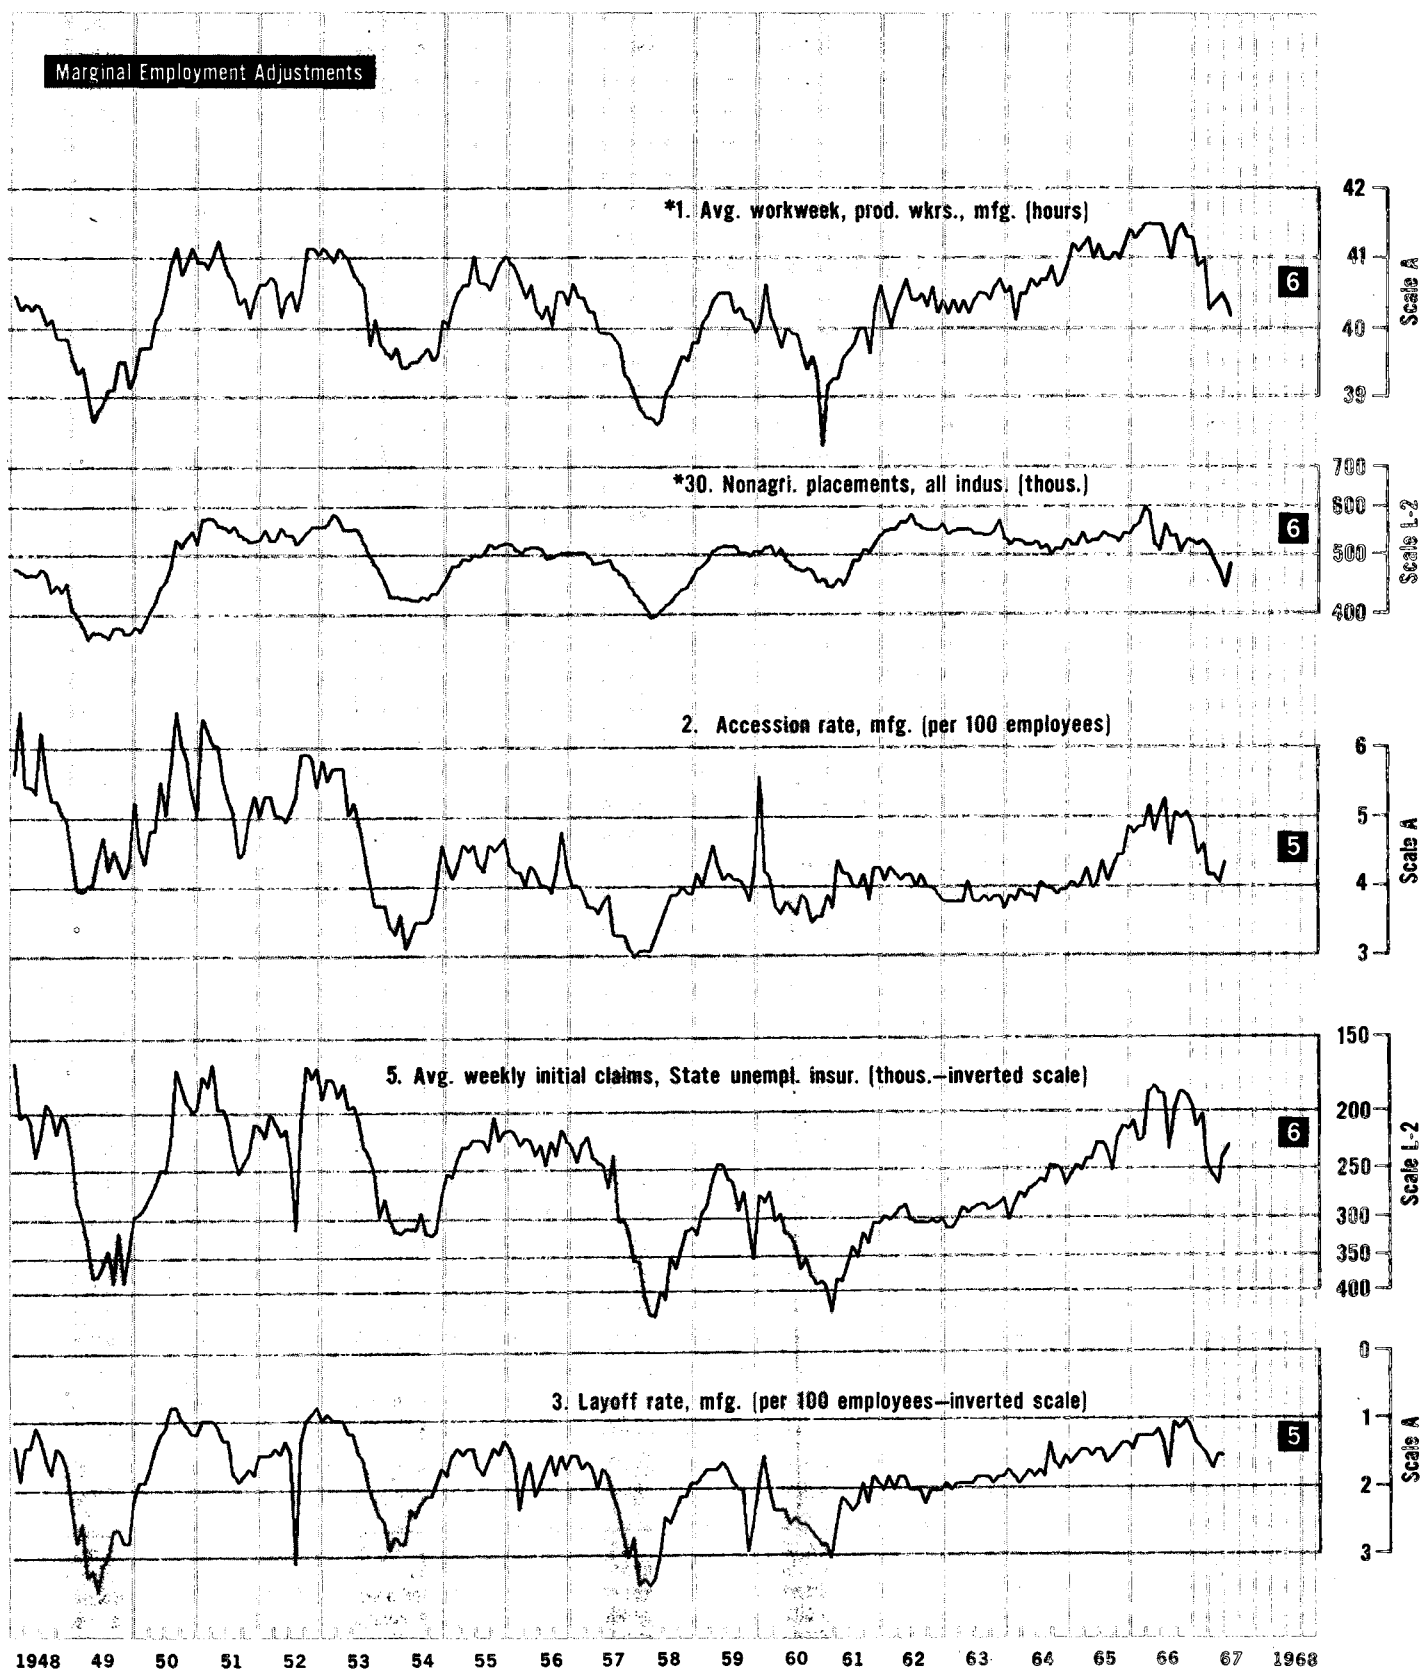 Marginal Employment Adjustments
*1. Avg. workweek, prod. wkrs., mfg. (hours)
42
41
40
39
Scale A
6
*30. Nonagri. placements, all indus. (thous.)
700
600
500
400
Scale L-2
6
2. Accession rate, mfg. (per 100 employees)
6
5
4
3
Scale A
5
5. Avg. weekly initial claims, State unempl. insur. (thous.—inverted scale)
150
200
250
300
350
400
Scale L-2
6
3. Layoff rate, mfg. (per 100 employees—inverted scale)
0
1
2
3
Scale A
5
1948 49 50 51 52 53 54 55 56 57 58 59 60 61 62 63 64 65 66 67 1968